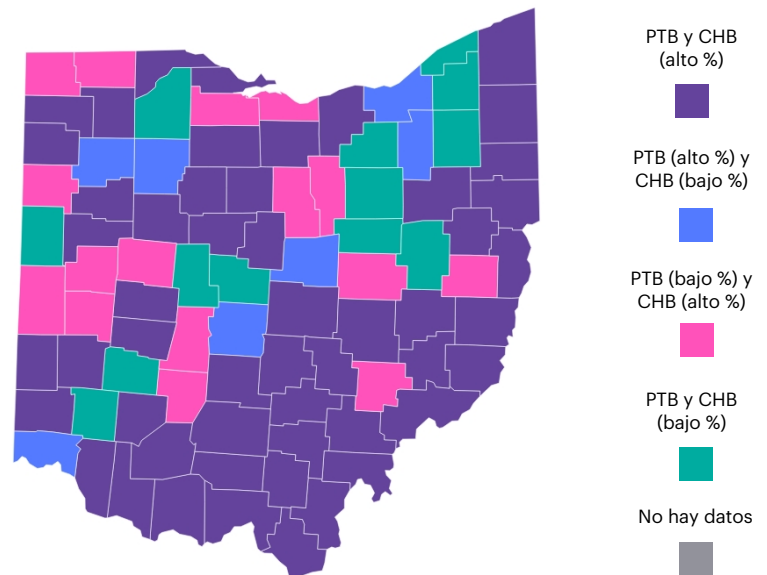 PTB y CHB
(alto %)
PTB (alto %) y
CHB (bajo %)
PTB (bajo %) y
CHB (alto %)
PTB y CHB
(bajo %)
No hay datos